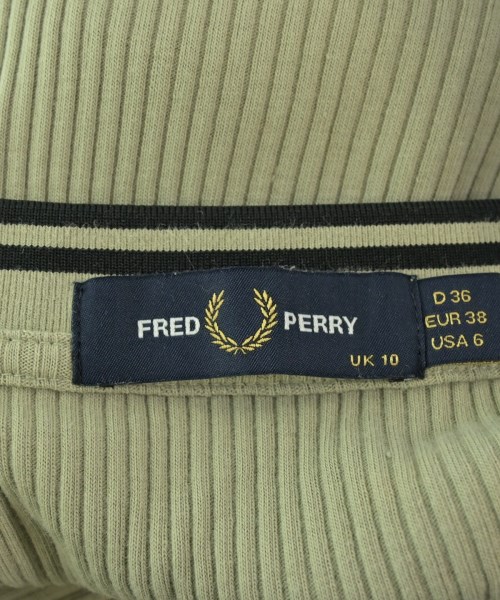 FRED PERRY
UK 10
D 36
EUR 38
USA 6